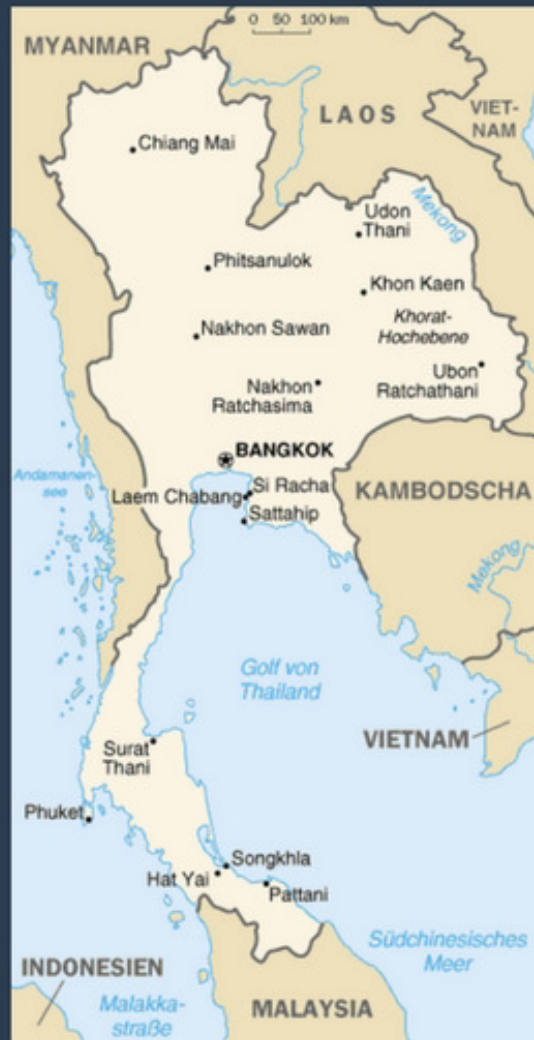 0 50 100 km
MYANMAR
LAOS
VIET-
NAM
Chiang Mai
Mekong
Udon
Thani
Phitsanulok
Khon Kaen
Khorat-
Hochebene
Nakhon Sawan
Ubon
Ratchathani
Nakhon
Ratchasima
BANGKOK
Andamanen-
see
Si Racha
Laem Chabang
Sattahip
KAMBODSCHA
Mekong
Golf von
Thailand
VIETNAM
Surat
Thani
Phuket
Songkhla
Hat Yai
Pattani
Südchinesisches
Meer
INDONESIEN
Malakka-
straße
MALAYSIA